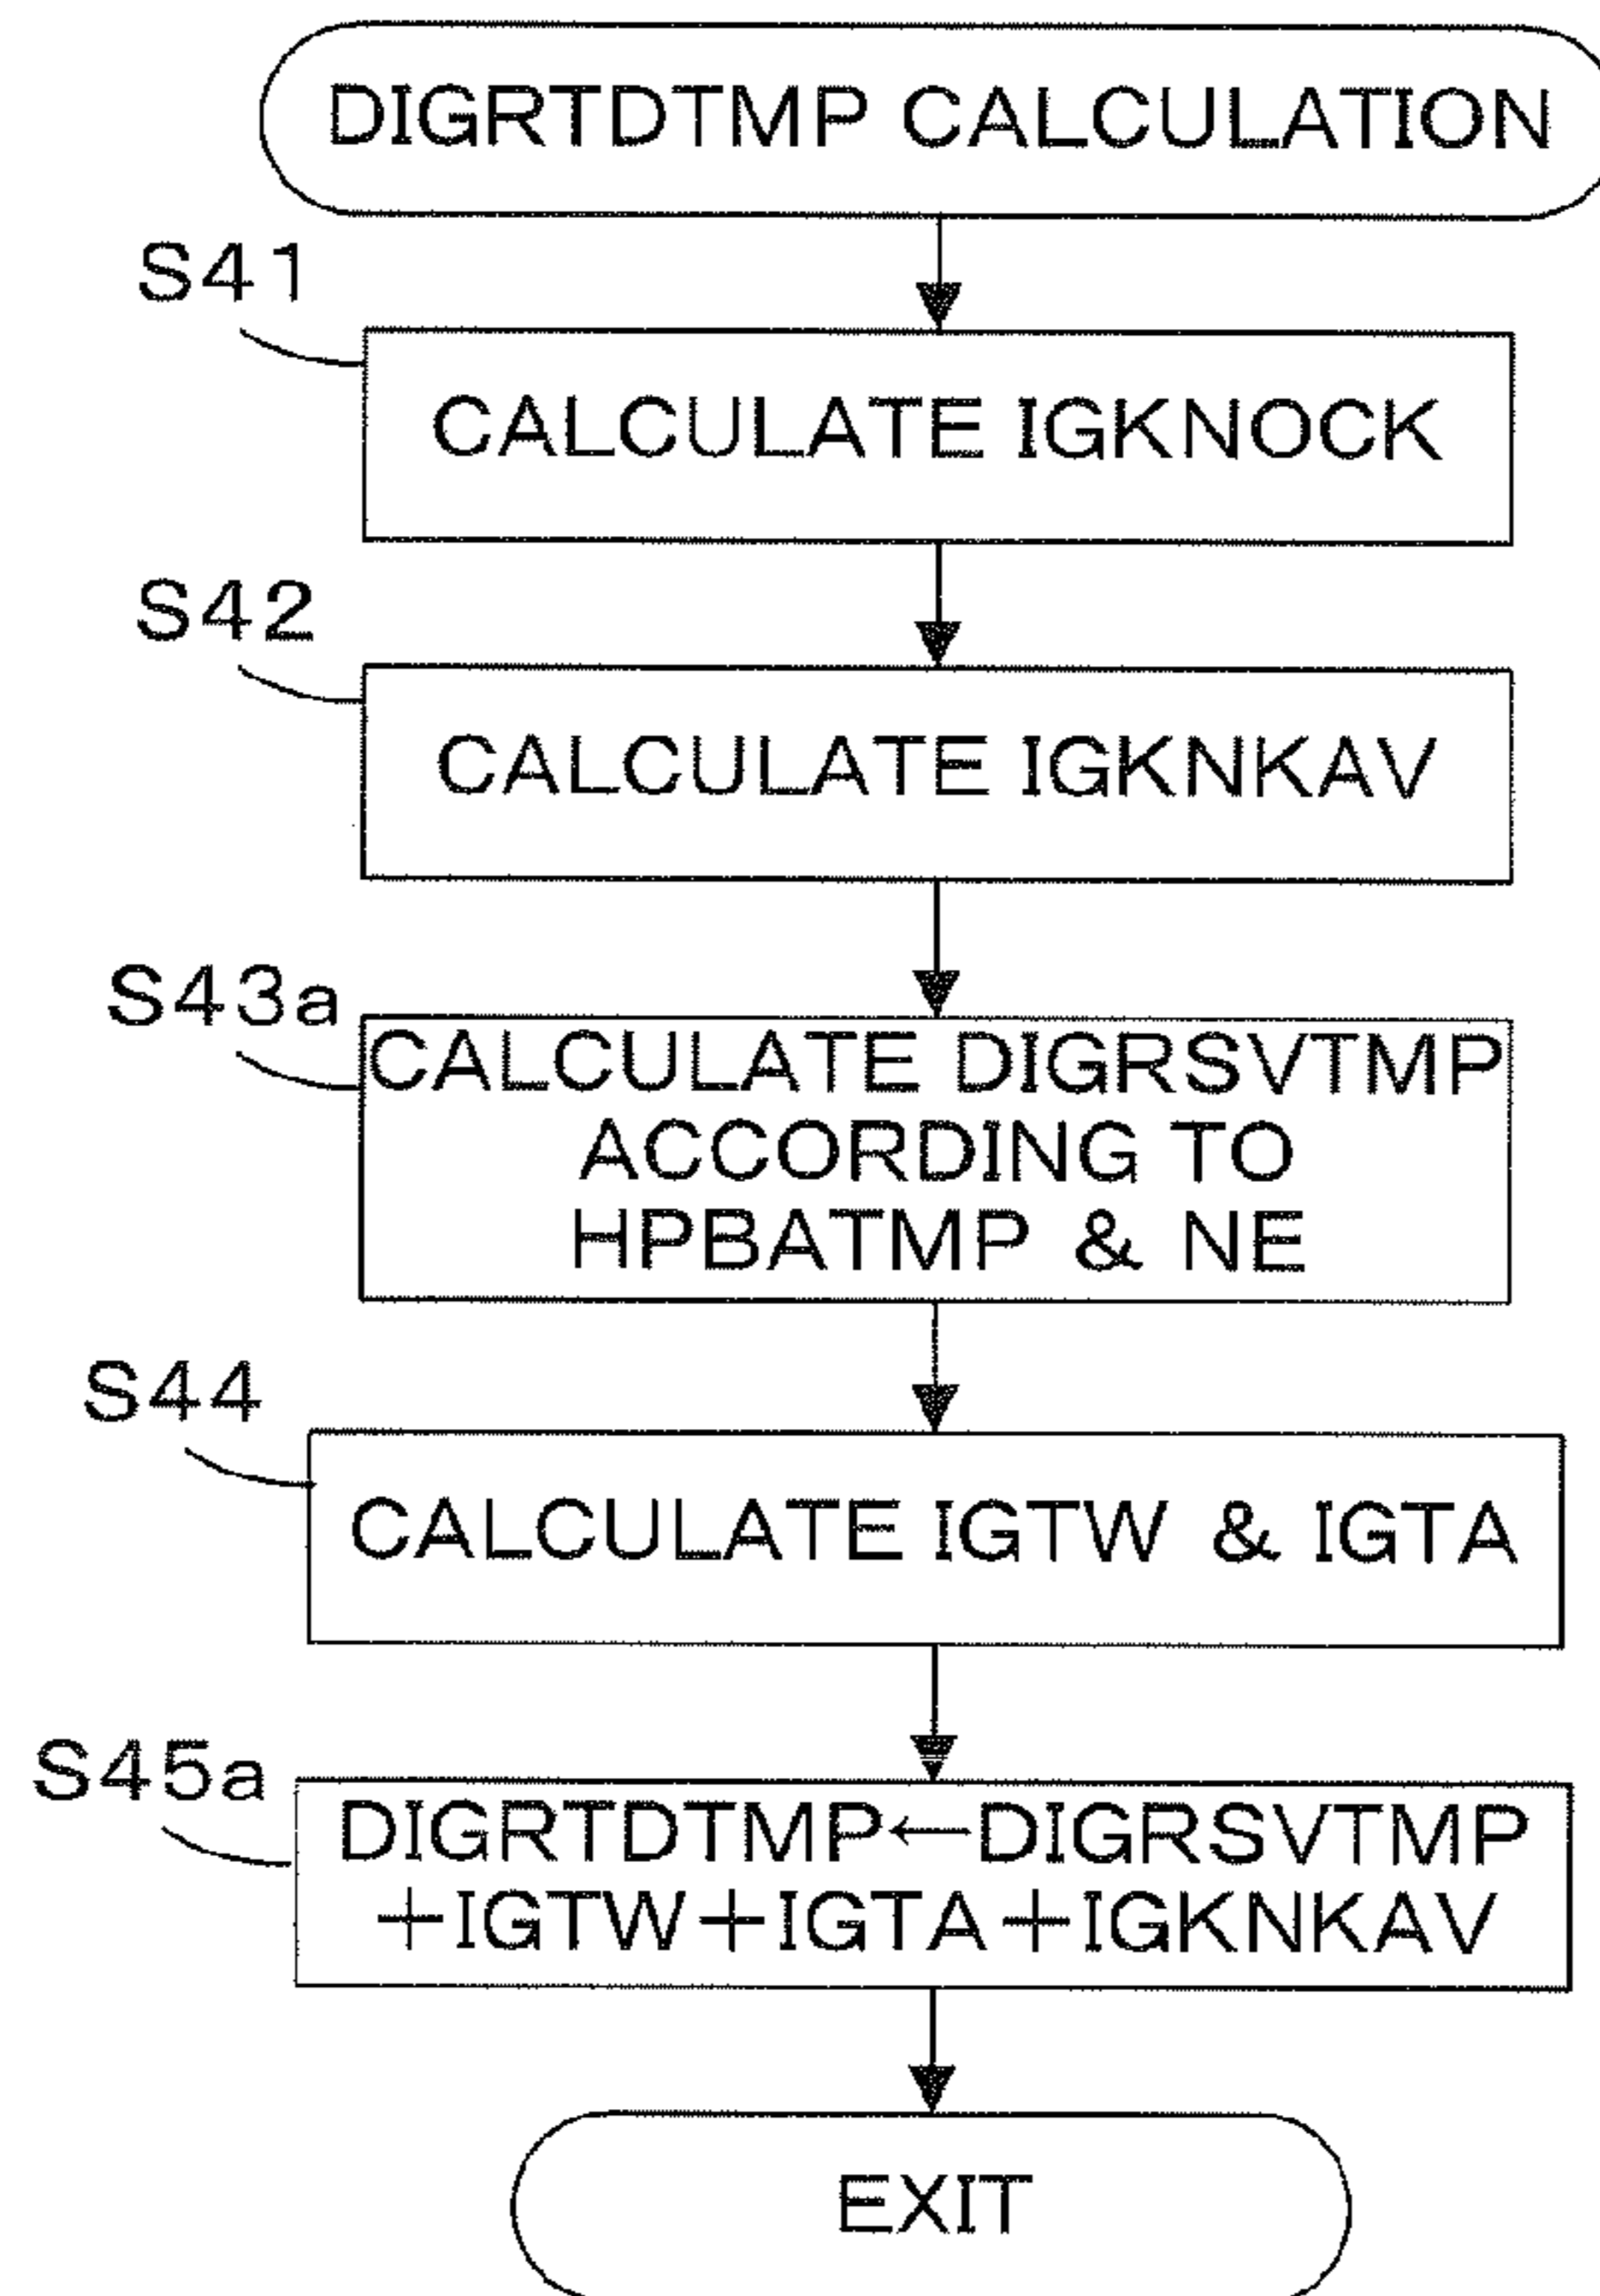 DIGRTDTMP CALCULATION
S41
CALCULATE IGKNOCK
S42
CALCULATE IGKNKAV
S43a
CALCULATE DIGRSVTMP
ACCORDING TO
HPBATMP & NE
S44
CALCULATE IGTW & IGTA
S45a
DIGRTDTMP←DIGRSVTMP
+IGTW+IGTA+IGKNKAV
EXIT